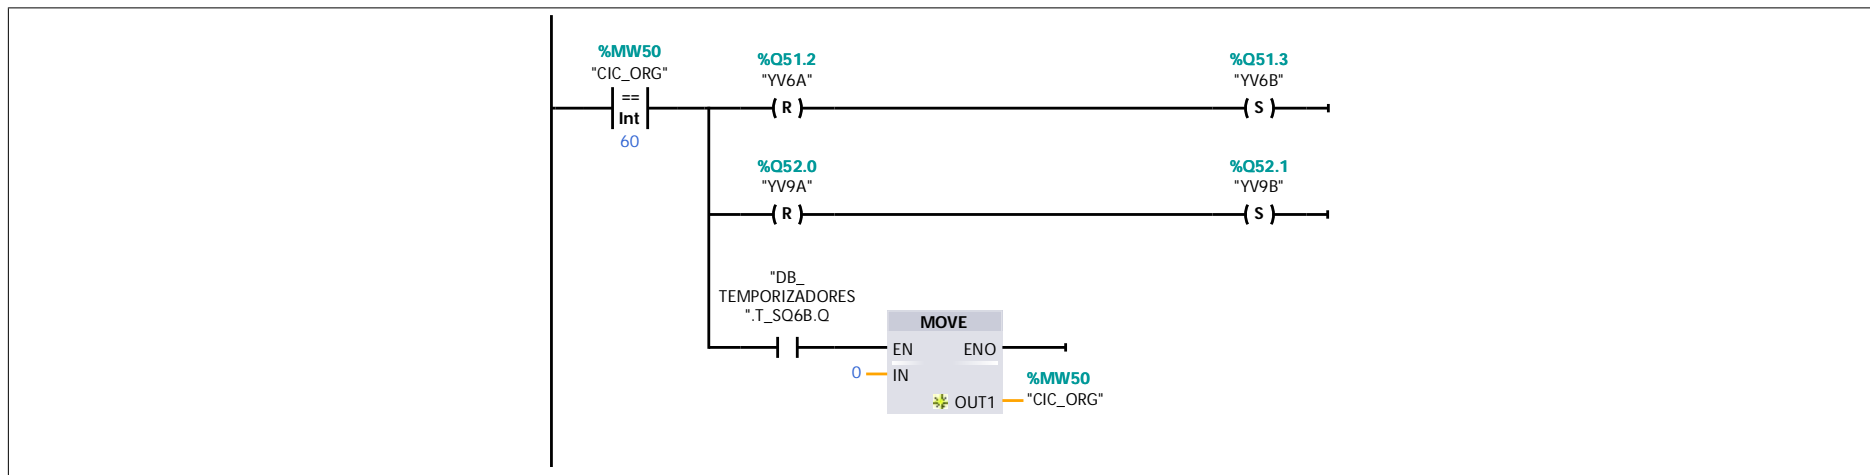 %MW50
"CIC_ORG"
==
Int
60
%Q51.2
"YV6A"
R
%Q51.3
"YV6B"
S
%Q52.0
"YV9A"
R
%Q52.1
"YV9B"
S
"DB_
TEMPORIZADORES
".T_SQ6B.Q
MOVE
EN ENO
0 IN
%MW50
OUT1 "CIC_ORG"